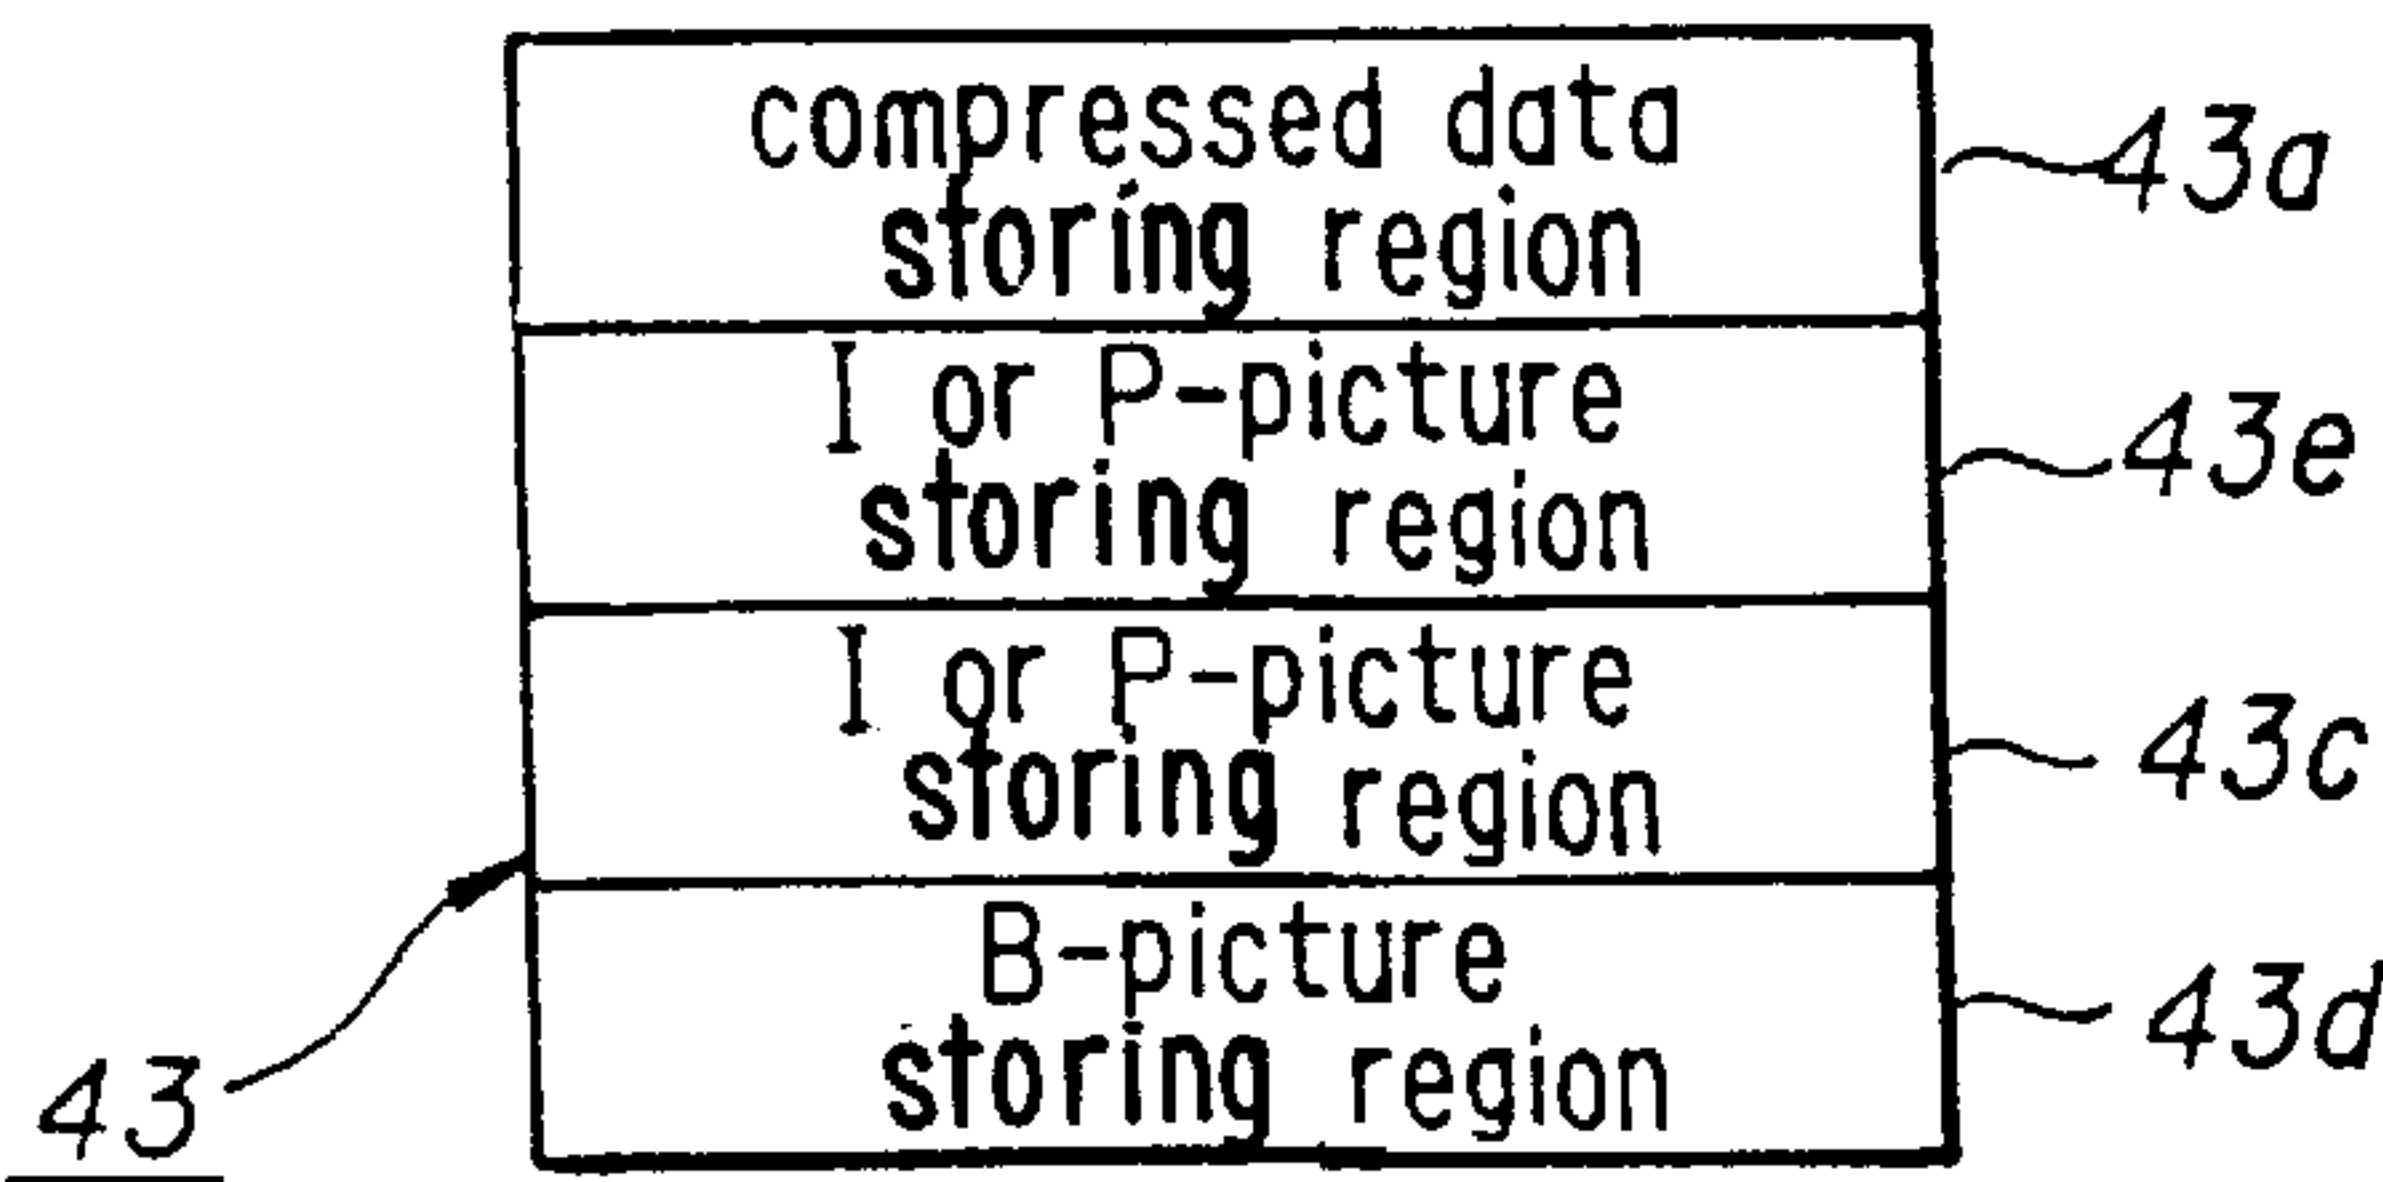 compressed data
storing region
43a
I or P-picture
storing region
43e
I or P-picture
storing region
43c
B-picture
storing region
43d
43